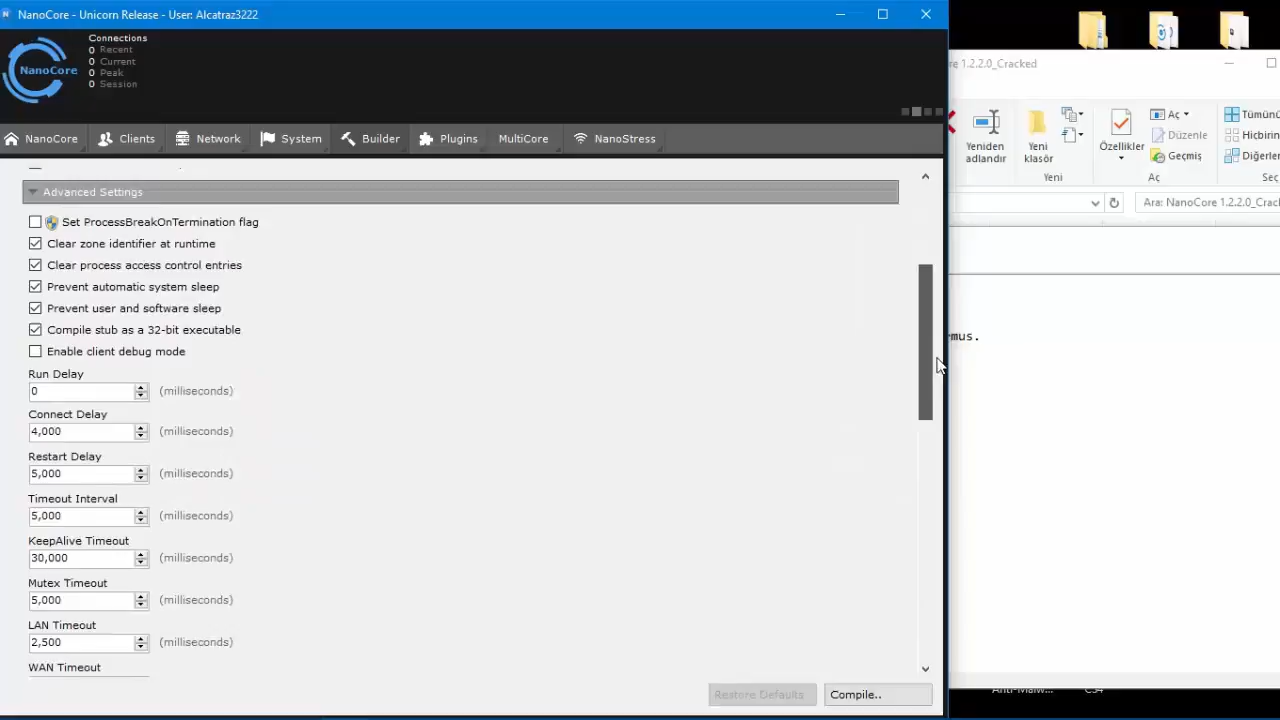 NanoCore - Unicorn Release - User: Alcatraz3222
NanoCore
Connections
0 Recent
0 Current
0 Peak
0 Session
NanoCore
Clients
Network
System
Builder
Plugins
MultiCore
NanoStress
Advanced Settings
Set ProcessBreakOnTermination flag
Clear zone identifier at runtime
Clear process access control entries
Prevent automatic system sleep
Prevent user and software sleep
Compile stub as a 32-bit executable
Enable client debug mode
Run Delay
0 (milliseconds)
Connect Delay
4,000 (milliseconds)
Restart Delay
5,000 (milliseconds)
Timeout Interval
5,000 (milliseconds)
KeepAlive Timeout
30,000 (milliseconds)
Mutex Timeout
5,000 (milliseconds)
LAN Timeout
2,500 (milliseconds)
WAN Timeout
Restore Defaults
Compile..
re 1.2.2.0_Cracked
Yeniden adlandır
Yeni klasör
Yeni
Özellikler
Aç
Düzenle
Geçmiş
Aç
Tümünü
Hiçbirin
Diğerler
Seç
Ara: NanoCore 1.2.2.0_Crack
mus.
Anti-Malw...
CS4